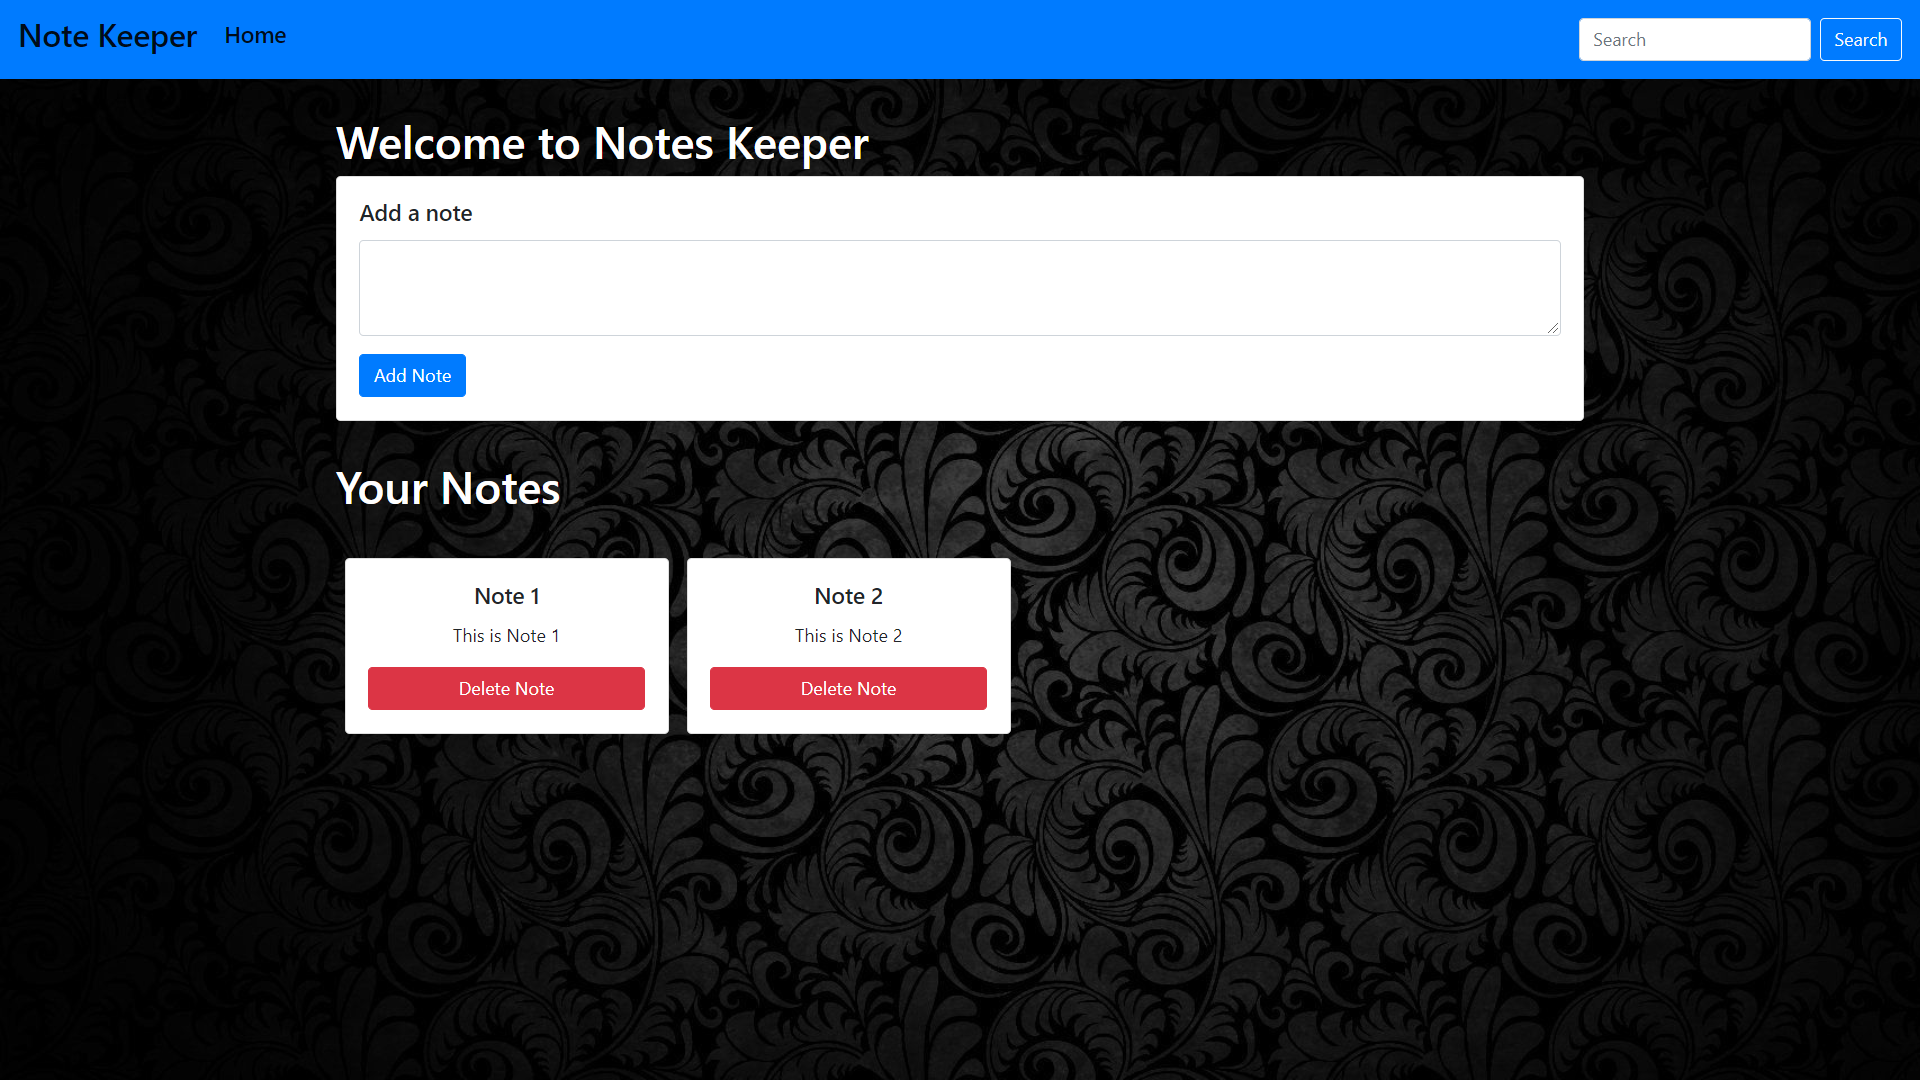 Note Keeper Home Search Search
Welcome to Notes Keeper
Add a note
Add Note
Your Notes
Note 1
This is Note 1
Delete Note
Note 2
This is Note 2
Delete Note